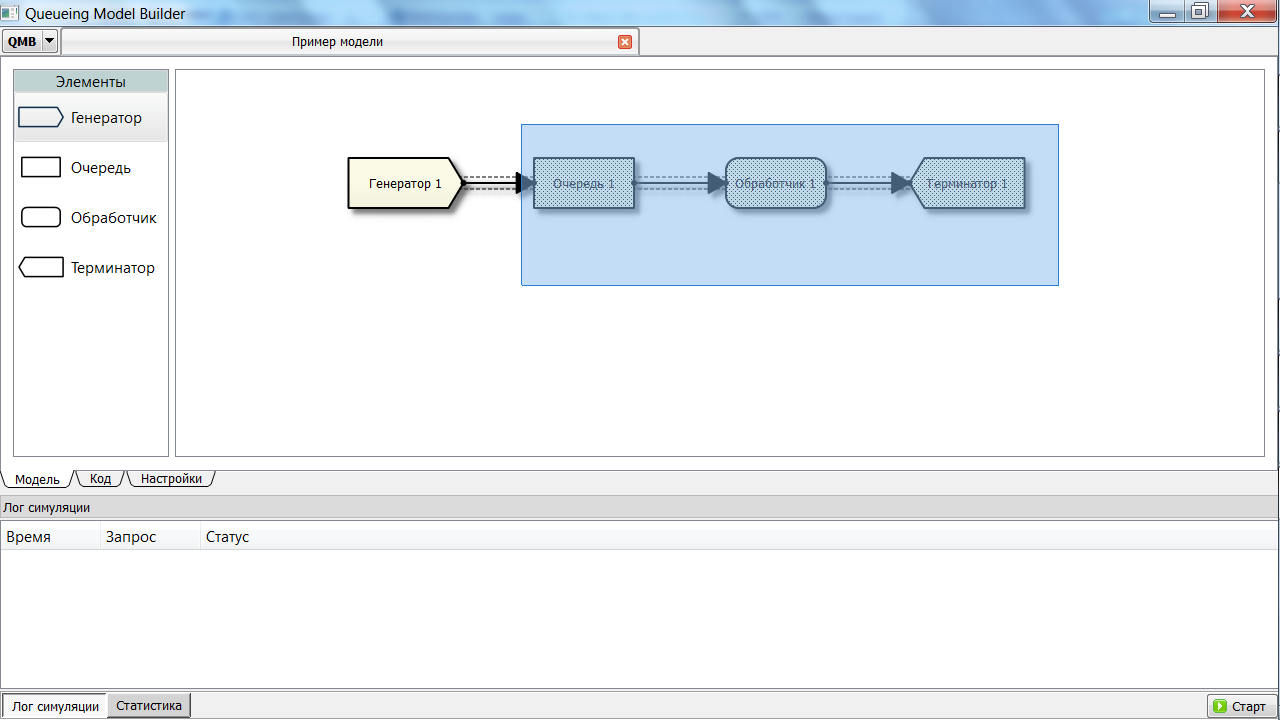 Queueing Model Builder
QMB
Пример модели
Элементы
Генератор
Очередь
Обработчик
Терминатор
Генератор 1
Очередь 1
Обработчик 1
Терминатор 1
Модель
Код
Настройки
Лог симуляции
Время
Запрос
Статус
Лог симуляции
Статистика
Старт